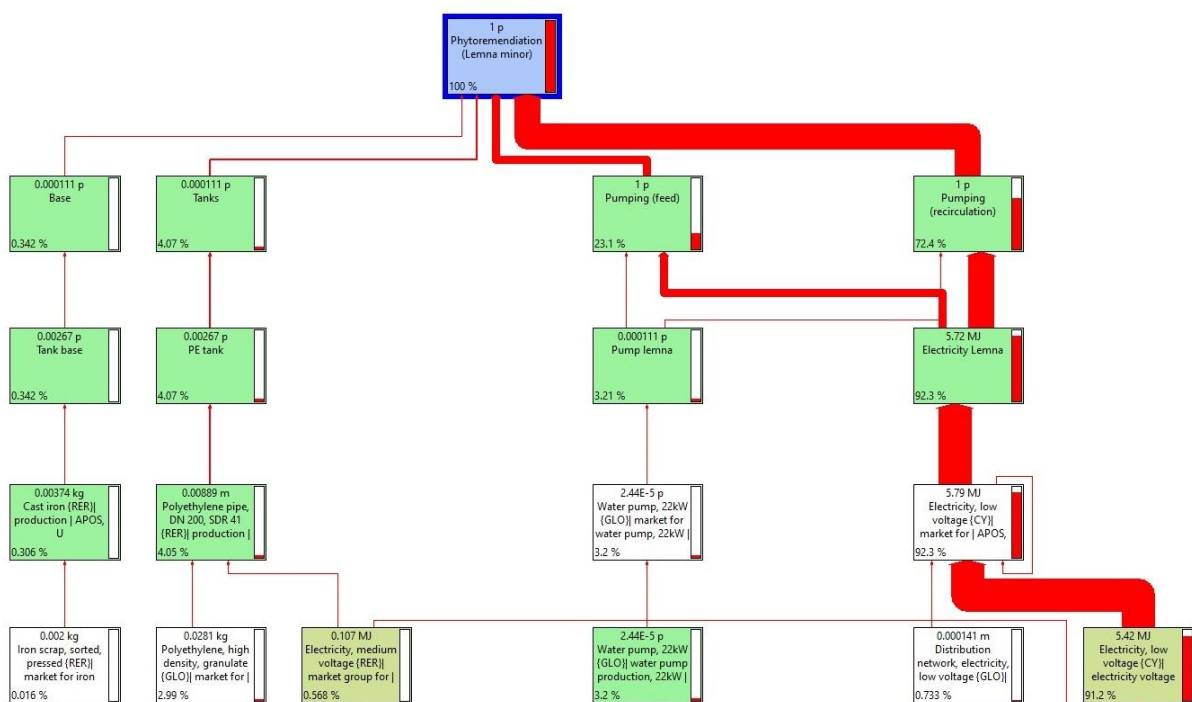 1 p
Phytoremendiation
(Lemna minor)
100 %
0.000111 p
Base
0.342 %
0.000111 p
Tanks
4.07 %
1 p
Pumping (feed)
23.1 %
1 p
Pumping
(recirculation)
72.4 %
0.00267 p
Tank base
0.342 %
0.00267 p
PE tank
4.07 %
0.000111 p
Pump lemna
3.21 %
5.72 MJ
Electricity Lemna
92.3 %
0.00374 kg
Cast iron {RER}|
production | APOS,
U
0.306 %
0.00889 m
Polyethylene pipe,
DN 200, SDR 41
{RER}| production |
4.05 %
2.44E-5 p
Water pump, 22kW
{GLO}| market for
water pump, 22kW |
3.2 %
5.79 MJ
Electricity, low
voltage {CY}|
market for | APOS,
92.3 %
0.002 kg
Iron scrap, sorted,
pressed {RER}|
market for iron
0.016 %
0.0281 kg
Polyethylene, high
density, granulate
{GLO}| market for |
2.99 %
0.107 MJ
Electricity, medium
voltage {RER}|
market group for |
0.568 %
2.44E-5 p
Water pump, 22kW
{GLO}| water pump
production, 22kW |
3.2 %
0.000141 m
Distribution
network, electricity,
low voltage {GLO}|
0.733 %
5.42 MJ
Electricity, low
voltage {CY}|
electricity voltage
91.2 %